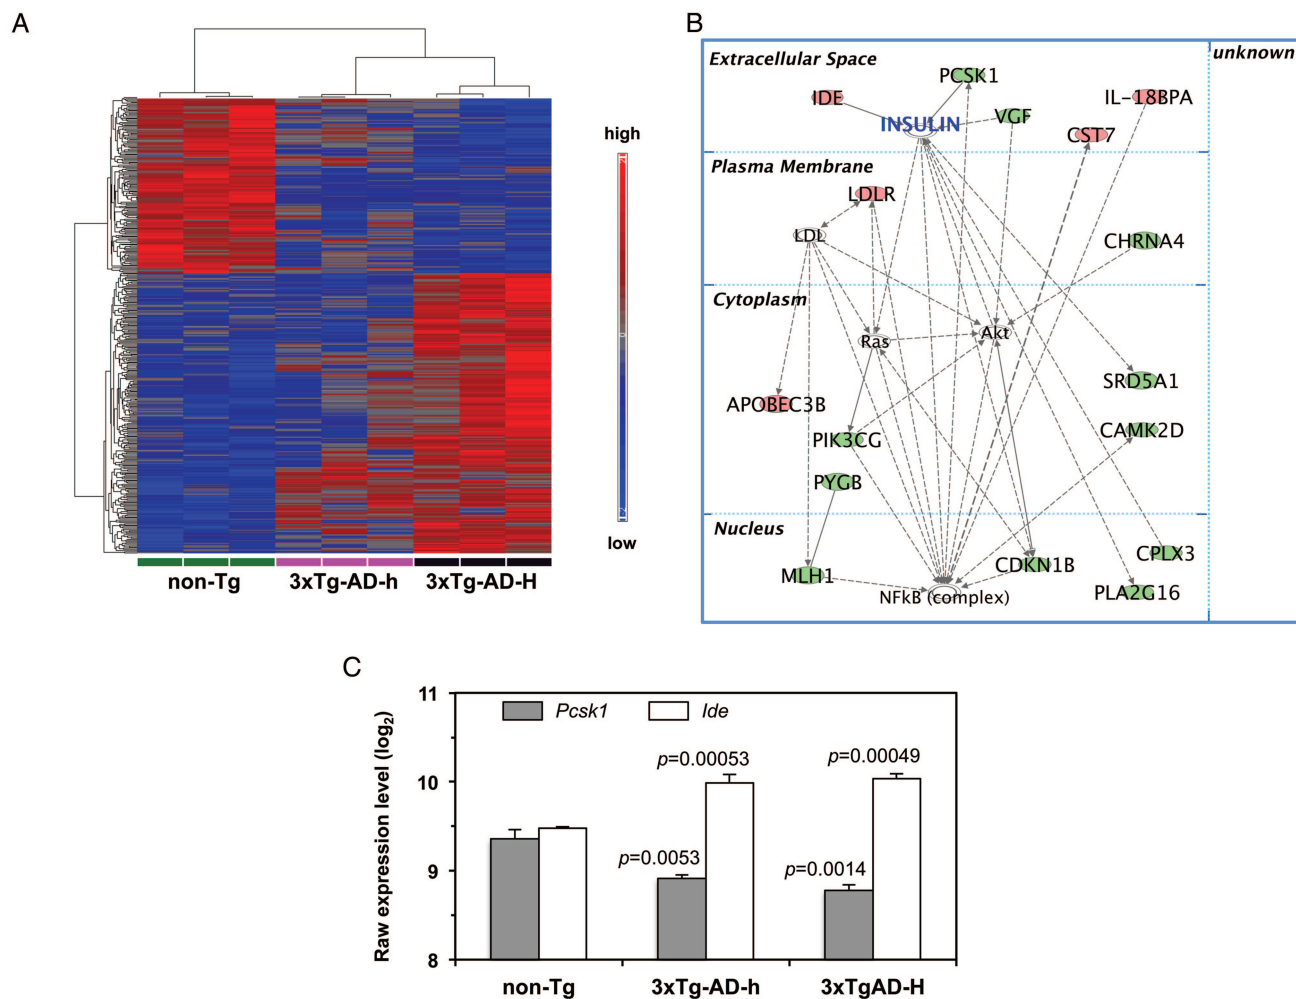 A
high
0
low
non-Tg
3xTg-AD-h
3xTg-AD-H
B
Extracellular Space
unknown
PCSK1
IDE
IL-18BPA
VGF
INSULIN
CST7
Plasma Membrane
LDLR
LDL
CHRNA4
Cytoplasm
Ras
Akt
SRD5A1
APOBEC3B
CAMK2D
PIK3CG
PYGB
Nucleus
CPLX3
CDKN1B
MLH1
NFkB (complex)
PLA2G16
C
Raw expression level (log2)
11
10
9
8
Pcsk1
Ide
p=0.00053
p=0.00049
p=0.0053
p=0.0014
non-Tg
3xTg-AD-h
3xTgAD-H